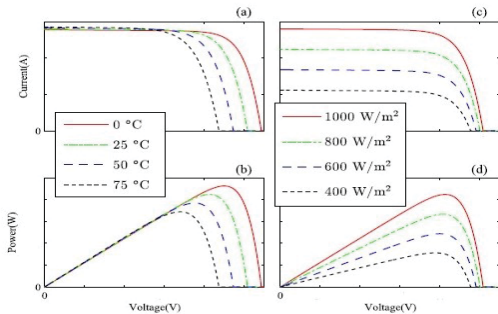 (a)
(c)
Current(A)
0
0 °C
25 °C
50 °C
75 °C
1000 W/m²
800 W/m²
600 W/m²
400 W/m²
(b)
(d)
Power(W)
0
0
0
Voltage(V)
Voltage(V)